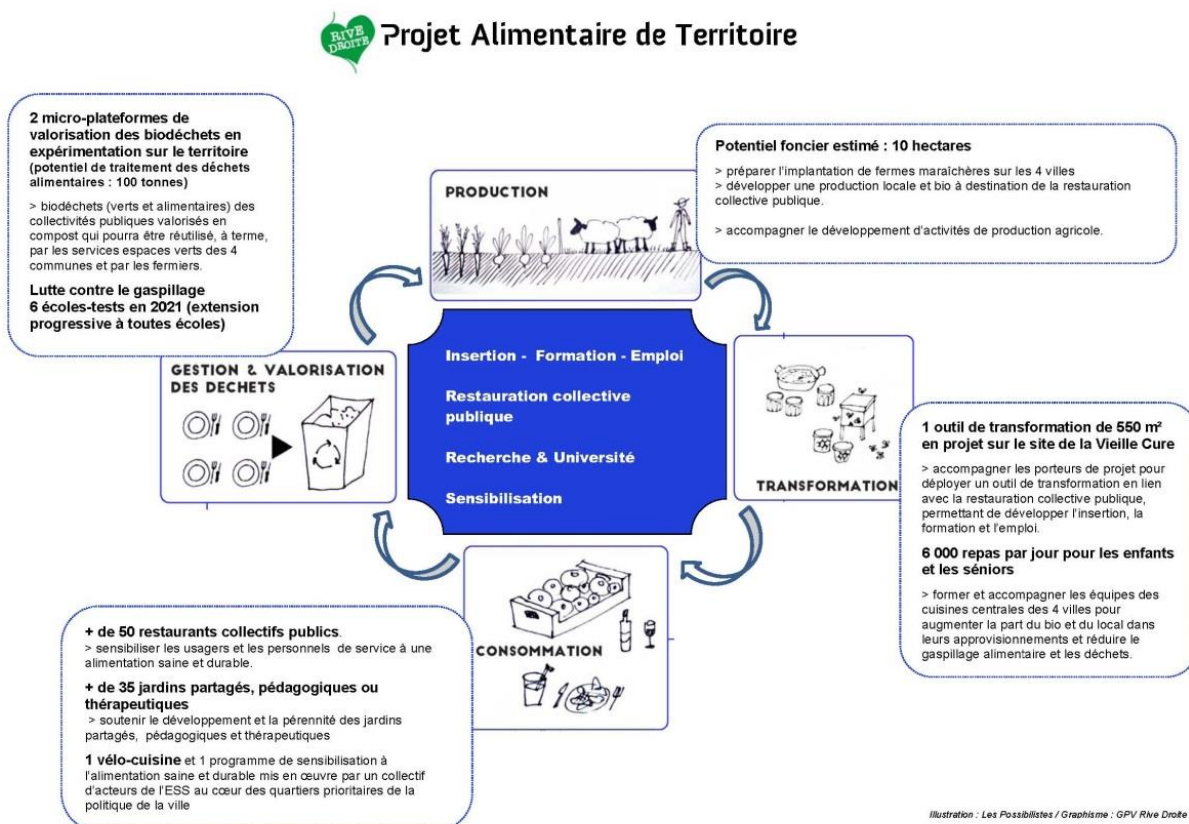 RIVE
DROITE
Projet Alimentaire de Territoire
2 micro-plateformes de
valorisation des biodéchets en
expérimentation sur le territoire
(potentiel de traitement des déchets
alimentaires : 100 tonnes)
> biodéchets (verts et alimentaires) des
collectivités publiques valorisés en
compost qui pourra être réutilisé, à terme,
par les services espaces verts des 4
communes et par les fermiers.
Lutte contre le gaspillage
6 écoles-tests en 2021 (extension
progressive à toutes écoles)
PRODUCTION
Potentiel foncier estimé : 10 hectares
> préparer l'implantation de fermes maraîchères sur les 4 villes
> développer une production locale et bio à destination de la restauration
collective publique.
> accompagner le développement d'activités de production agricole.
GESTION & VALORISATION
DES DECHETS
Insertion - Formation - Emploi
Restauration collective
publique
Recherche & Université
Sensibilisation
TRANSFORMATION
1 outil de transformation de 550 m²
en projet sur le site de la Vieille Cure
> accompagner les porteurs de projet pour
déployer un outil de transformation en lien
avec la restauration collective publique,
permettant de développer l'insertion, la
formation et l'emploi.
6 000 repas par jour pour les enfants
et les séniors
> former et accompagner les équipes des
cuisines centrales des 4 villes pour
augmenter la part du bio et du local dans
leurs approvisionnements et réduire le
gaspillage alimentaire et les déchets.
CONSOMMATION
+ de 50 restaurants collectifs publics.
> sensibiliser les usagers et les personnels de service à une
alimentation saine et durable.
+ de 35 jardins partagés, pédagogiques ou
thérapeutiques
> soutenir le développement et la pérennité des jardins
partagés, pédagogiques et thérapeutiques
1 vélo-cuisine et 1 programme de sensibilisation à
l'alimentation saine et durable mis en œuvre par un collectif
d'acteurs de l'ESS au cœur des quartiers prioritaires de la
politique de la ville
Illustration : Les Possibilistes / Graphisme : GPV Rive Droite